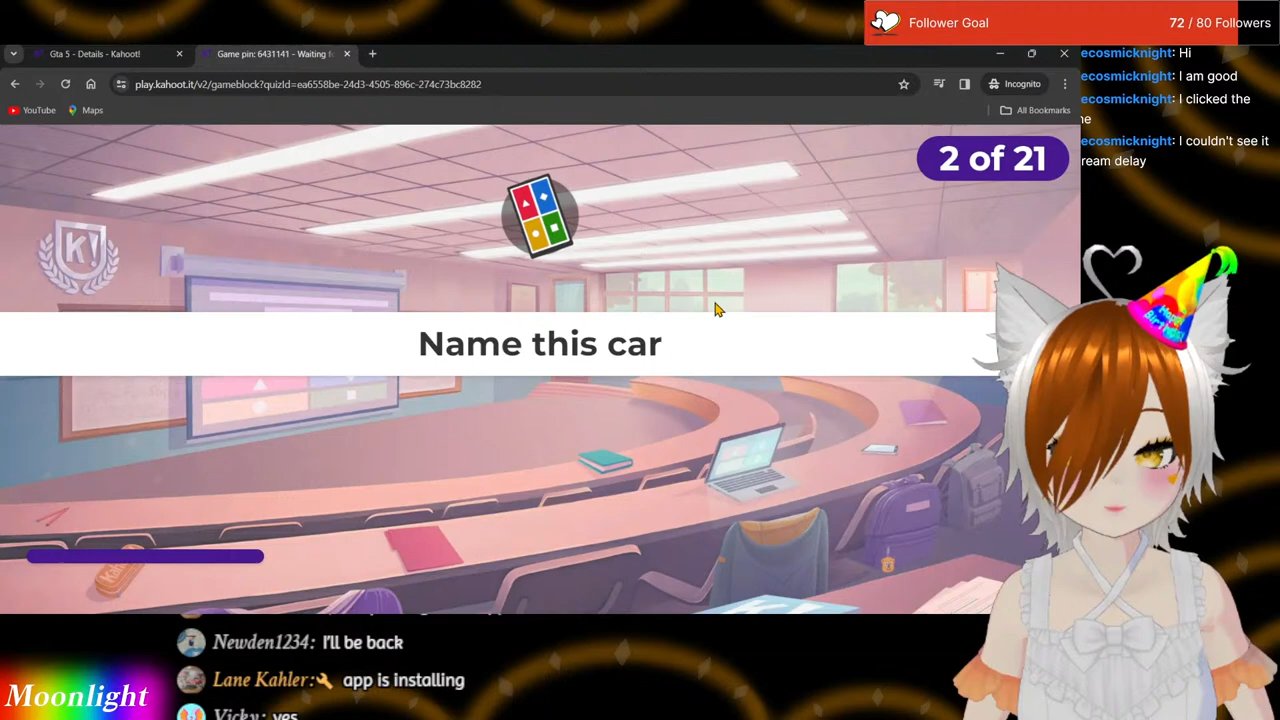 Follower Goal
72 / 80 Followers
Gta 5 - Details - Kahoot!
Game pin: 6431141 - Waiting f
play.kahoot.it/v2/gameblock?quizId=ea6558be-24d3-4505-896c-274c73bc8282
Incognito
YouTube
Maps
All Bookmarks
ecosmicknight: Hi
ecosmicknight: I am good
ecosmicknight: I clicked the
ne
ecosmicknight: I couldn't see it
ream delay
2 of 21
K!
Name this car
Newden1234: I'll be back
Lane Kahler: app is installing
Vicky: yes
Moonlight